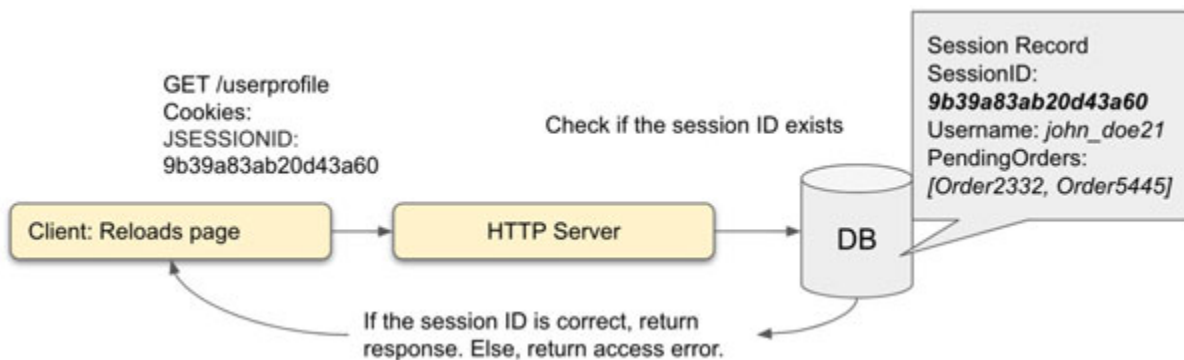 GET /userprofile
Cookies:
JSESSIONID:
9b39a83ab20d43a60
Client: Reloads page
HTTP Server
Check if the session ID exists
DB
Session Record
SessionID:
9b39a83ab20d43a60
Username: john_doe21
PendingOrders:
[Order2332, Order5445]
If the session ID is correct, return
response. Else, return access error.